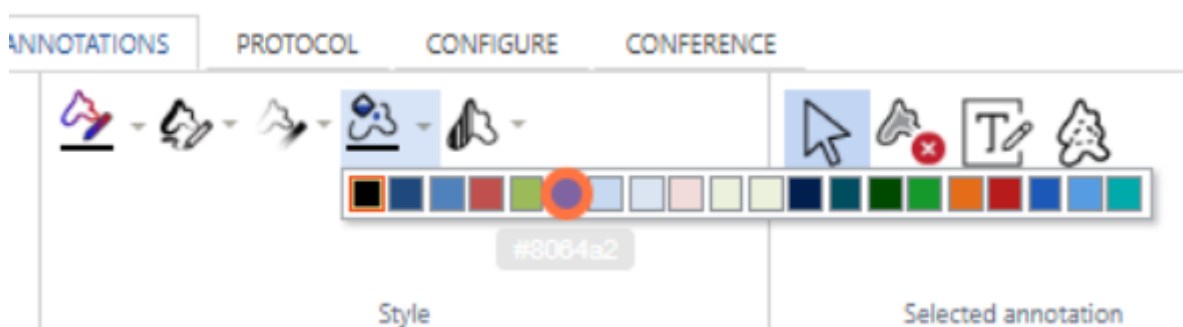 ANNOTATIONS PROTOCOL CONFIGURE CONFERENCE
T
#8064a2
Style Selected annotation